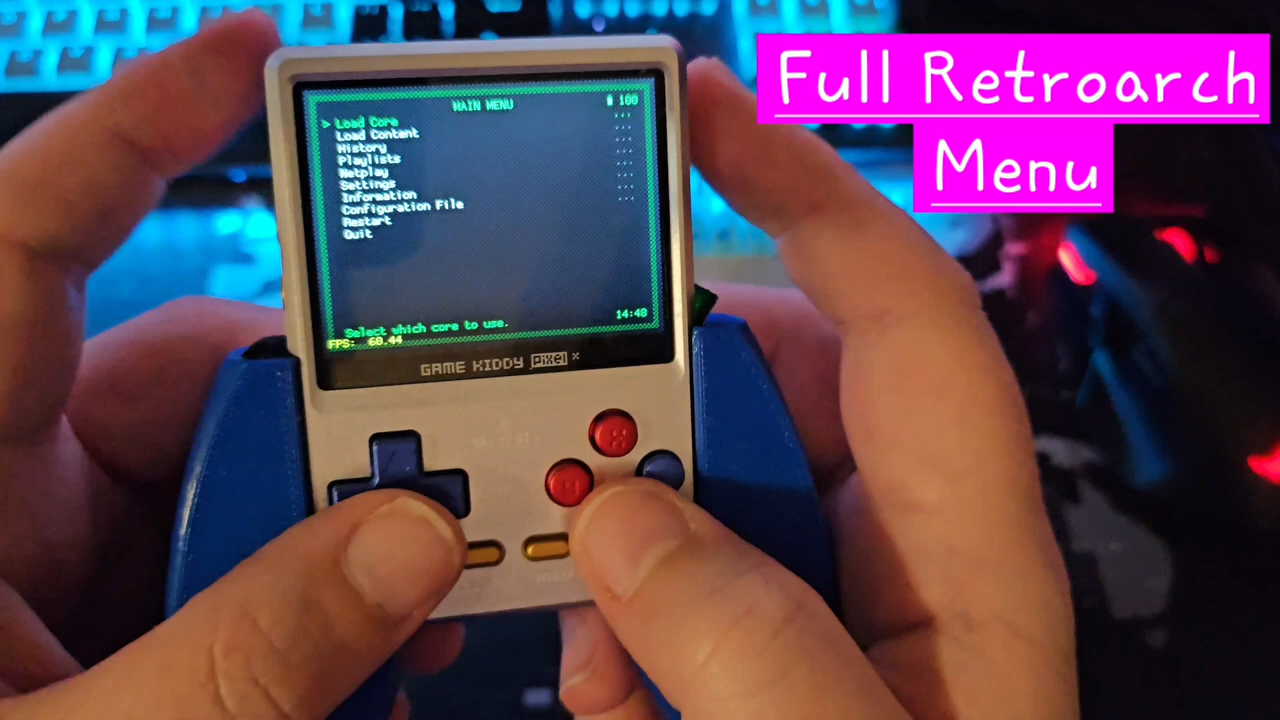 Full Retroarch
Menu
MAIN MENU
100
> Load Core ...
Load Content ...
History ...
Playlists ...
Netplay ...
Settings ...
Information ...
Configuration File ...
Restart
Quit
14:48
Select which core to use.
FPS: 60.44
GAME KIDDY Pixel X